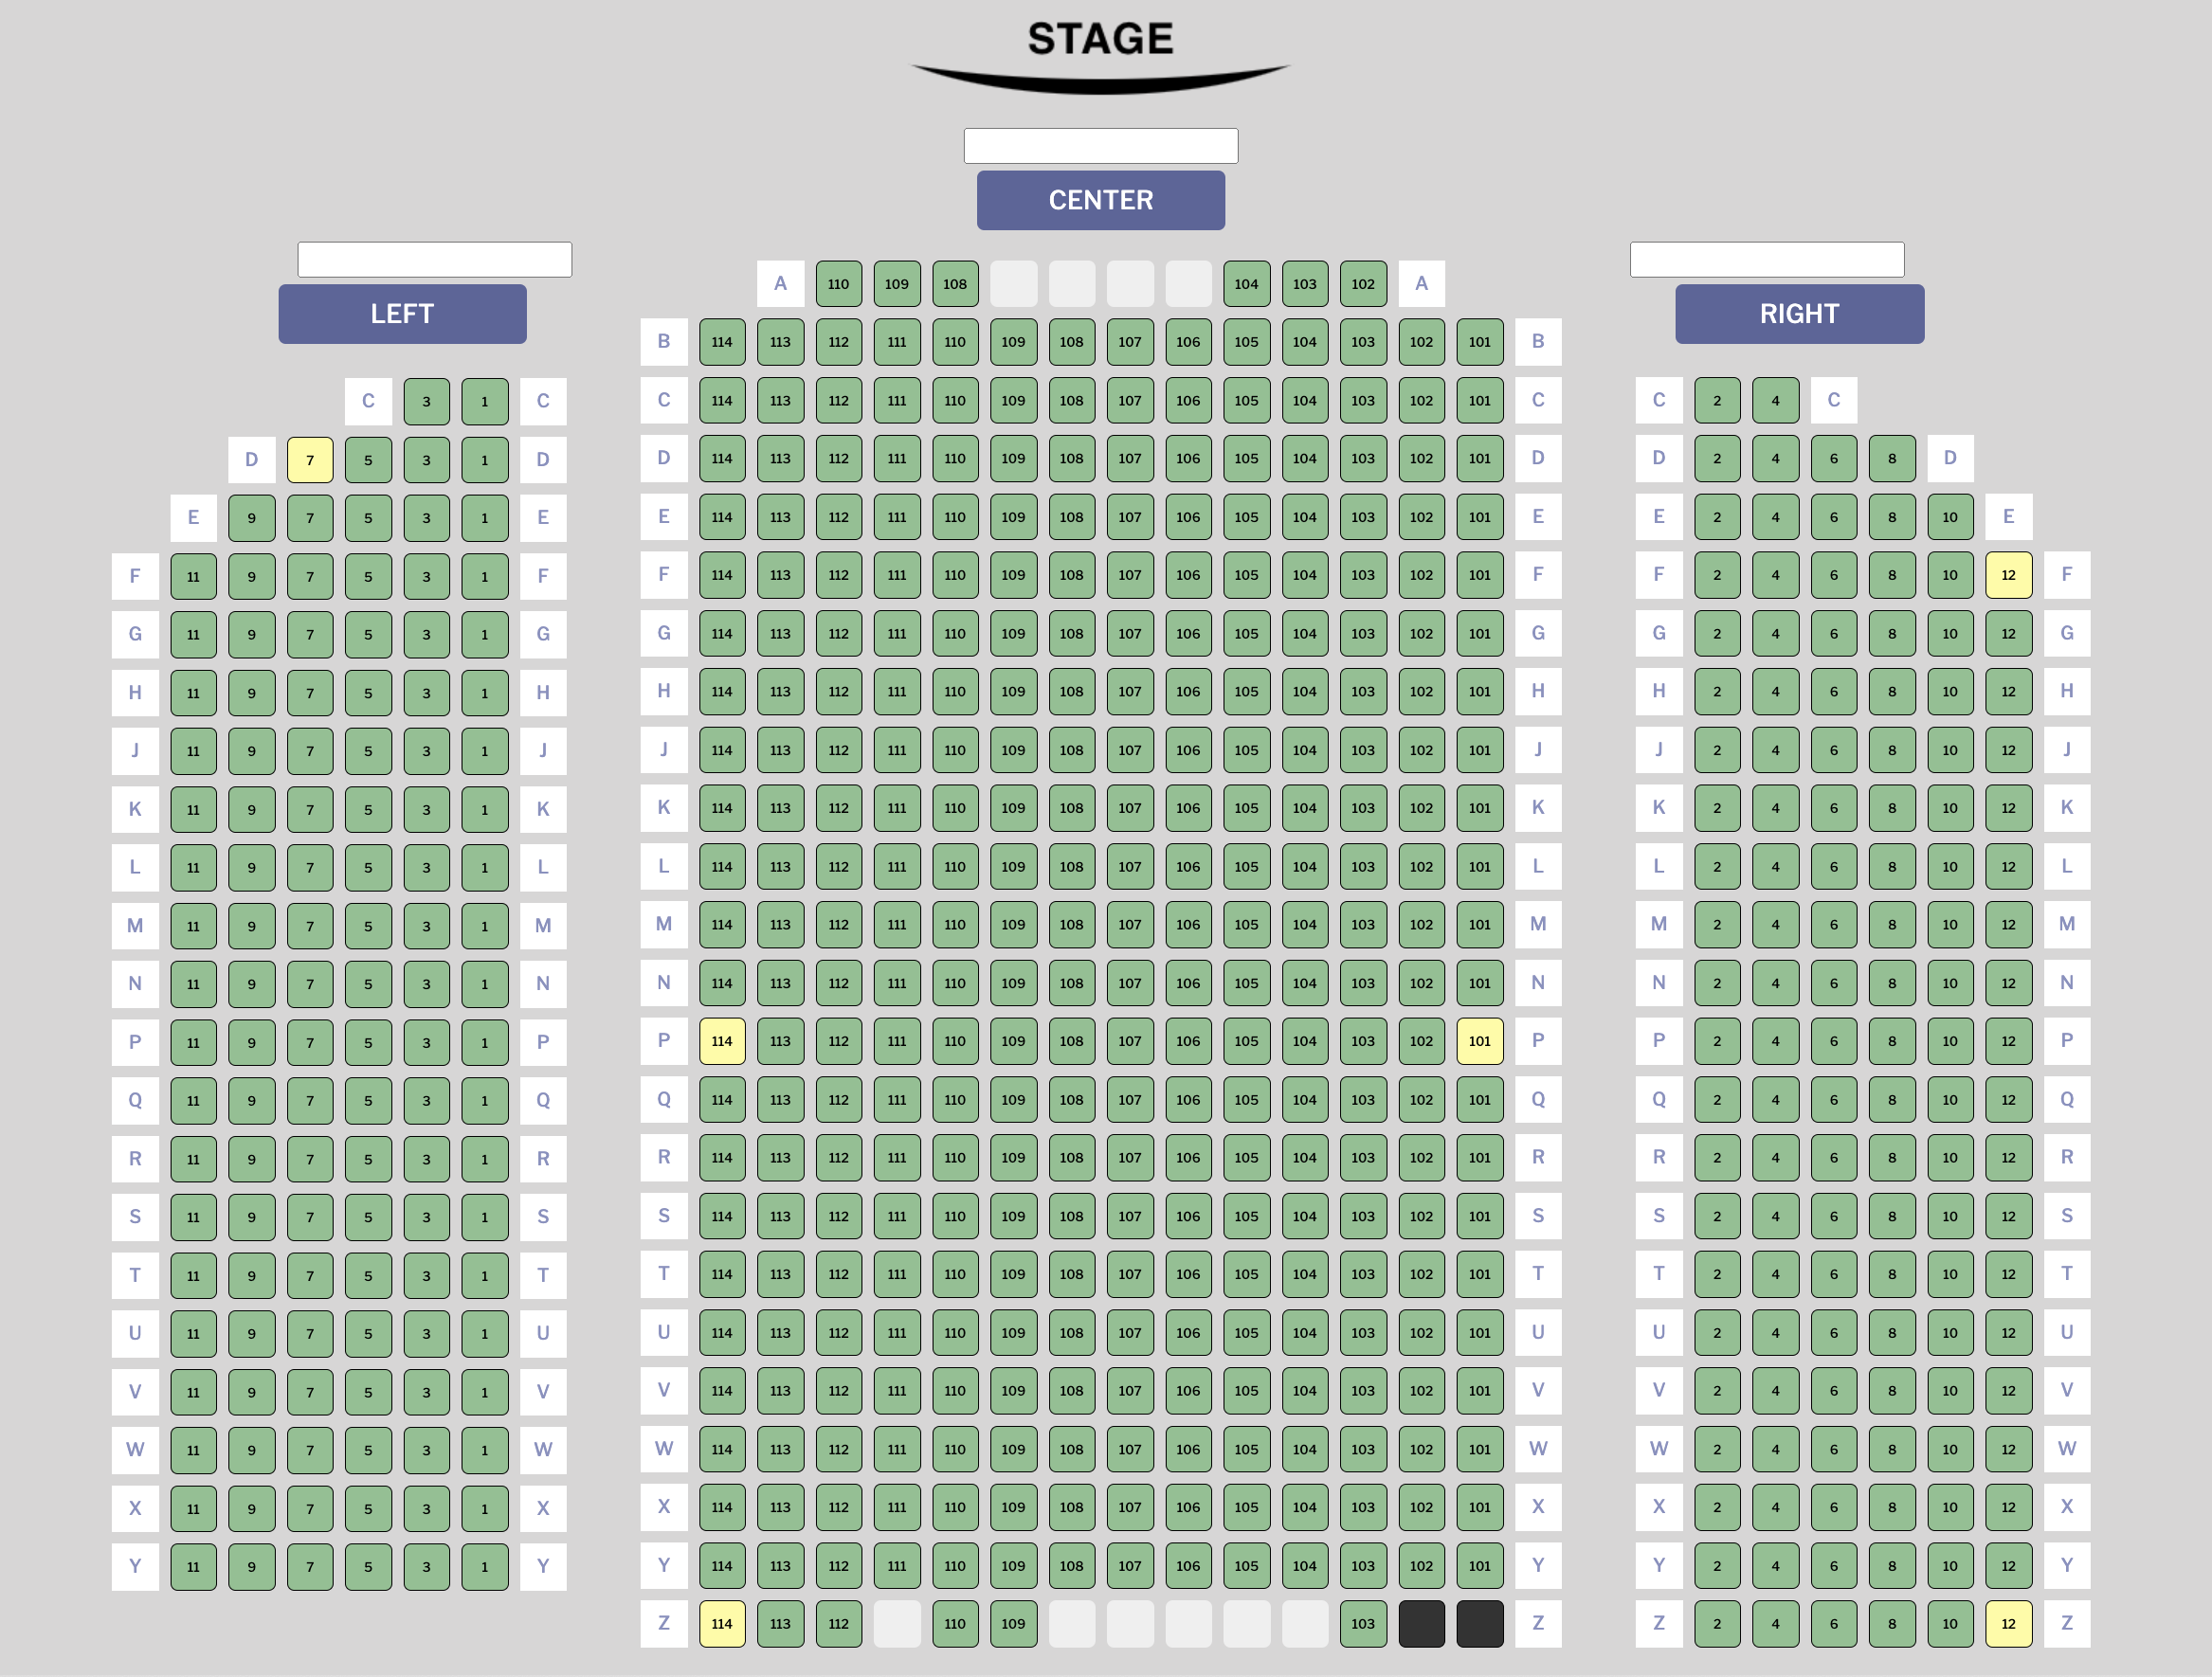 STAGE
CENTER
LEFT
RIGHT
A 110 109 108 104 103 102 A
B 114 113 112 111 110 109 108 107 106 105 104 103 102 101 B
C 3 1 C C 114 113 112 111 110 109 108 107 106 105 104 103 102 101 C C 2 4 C
D 7 5 3 1 D D 114 113 112 111 110 109 108 107 106 105 104 103 102 101 D D 2 4 6 8 D
E 9 7 5 3 1 E E 114 113 112 111 110 109 108 107 106 105 104 103 102 101 E E 2 4 6 8 10 E
F 11 9 7 5 3 1 F F 114 113 112 111 110 109 108 107 106 105 104 103 102 101 F F 2 4 6 8 10 12 F
G 11 9 7 5 3 1 G G 114 113 112 111 110 109 108 107 106 105 104 103 102 101 G G 2 4 6 8 10 12 G
H 11 9 7 5 3 1 H H 114 113 112 111 110 109 108 107 106 105 104 103 102 101 H H 2 4 6 8 10 12 H
J 11 9 7 5 3 1 J J 114 113 112 111 110 109 108 107 106 105 104 103 102 101 J J 2 4 6 8 10 12 J
K 11 9 7 5 3 1 K K 114 113 112 111 110 109 108 107 106 105 104 103 102 101 K K 2 4 6 8 10 12 K
L 11 9 7 5 3 1 L L 114 113 112 111 110 109 108 107 106 105 104 103 102 101 L L 2 4 6 8 10 12 L
M 11 9 7 5 3 1 M M 114 113 112 111 110 109 108 107 106 105 104 103 102 101 M M 2 4 6 8 10 12 M
N 11 9 7 5 3 1 N N 114 113 112 111 110 109 108 107 106 105 104 103 102 101 N N 2 4 6 8 10 12 N
P 11 9 7 5 3 1 P P 114 113 112 111 110 109 108 107 106 105 104 103 102 101 P P 2 4 6 8 10 12 P
Q 11 9 7 5 3 1 Q Q 114 113 112 111 110 109 108 107 106 105 104 103 102 101 Q Q 2 4 6 8 10 12 Q
R 11 9 7 5 3 1 R R 114 113 112 111 110 109 108 107 106 105 104 103 102 101 R R 2 4 6 8 10 12 R
S 11 9 7 5 3 1 S S 114 113 112 111 110 109 108 107 106 105 104 103 102 101 S S 2 4 6 8 10 12 S
T 11 9 7 5 3 1 T T 114 113 112 111 110 109 108 107 106 105 104 103 102 101 T T 2 4 6 8 10 12 T
U 11 9 7 5 3 1 U U 114 113 112 111 110 109 108 107 106 105 104 103 102 101 U U 2 4 6 8 10 12 U
V 11 9 7 5 3 1 V V 114 113 112 111 110 109 108 107 106 105 104 103 102 101 V V 2 4 6 8 10 12 V
W 11 9 7 5 3 1 W W 114 113 112 111 110 109 108 107 106 105 104 103 102 101 W W 2 4 6 8 10 12 W
X 11 9 7 5 3 1 X X 114 113 112 111 110 109 108 107 106 105 104 103 102 101 X X 2 4 6 8 10 12 X
Y 11 9 7 5 3 1 Y Y 114 113 112 111 110 109 108 107 106 105 104 103 102 101 Y Y 2 4 6 8 10 12 Y
Z 114 113 112 110 109 103 Z Z 2 4 6 8 10 12 Z